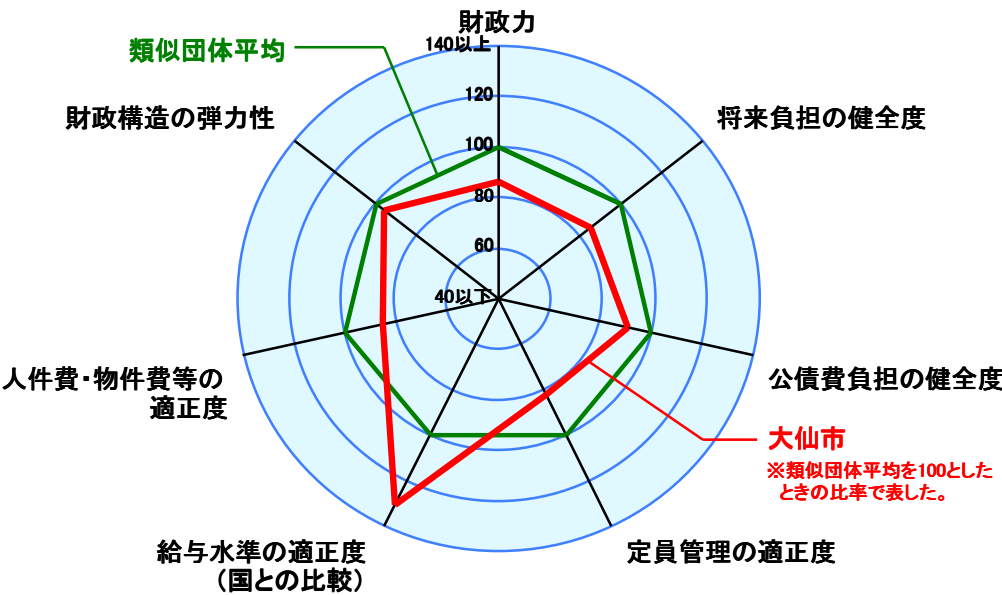 財政力
140以上
類似団体平均
120
財政構造の弾力性
将来負担の健全度
100
80
60
40以下
人件費・物件費等の
適正度
公債費負担の健全度
大仙市
※類似団体平均を100とした
ときの比率で表した。
給与水準の適正度
（国との比較）
定員管理の適正度